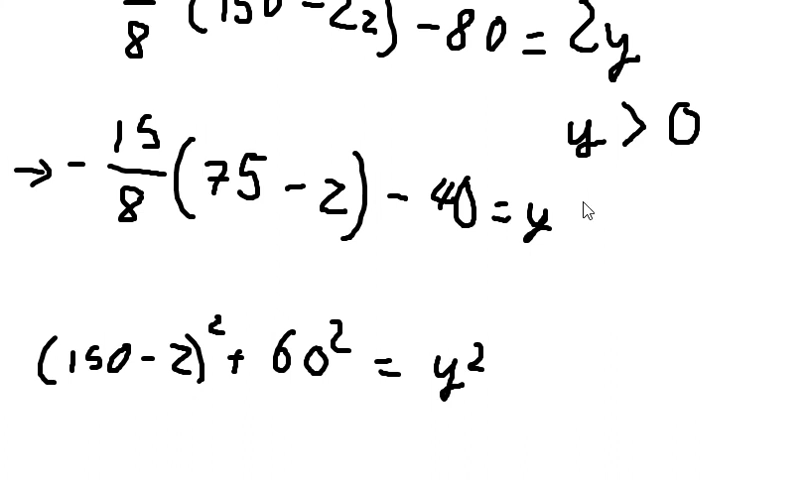 8 (150 - 2z) - 80 = 2y
y > 0
→ - 15/8 (75 - z) - 40 = y
(150 - z)² + 60² = y²